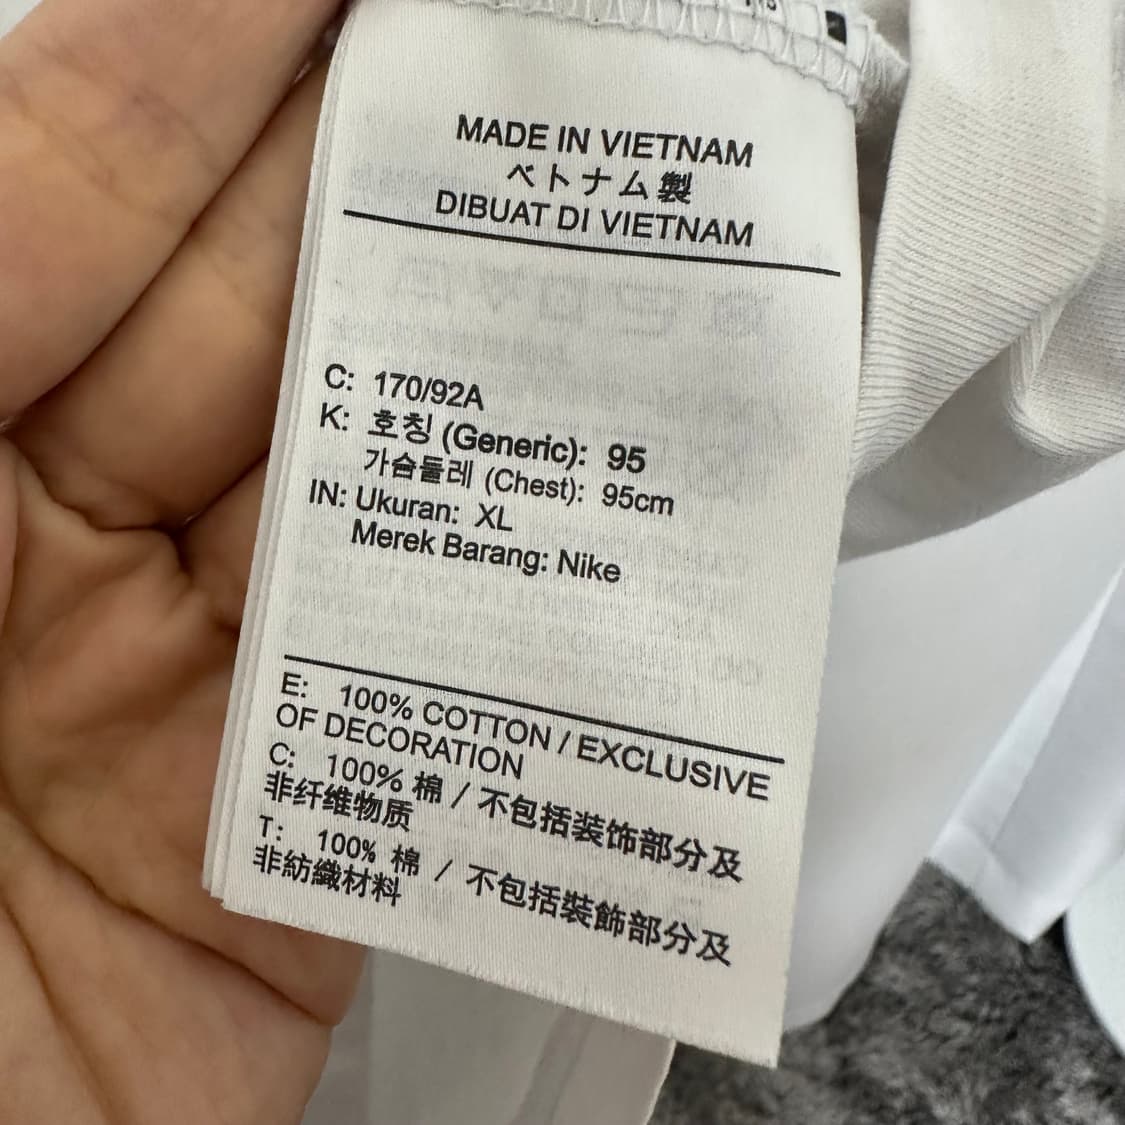 MADE IN VIETNAM
ベトナム製
DIBUAT DI VIETNAM
C: 170/92A
K: 호칭 (Generic): 95
가슴둘레 (Chest): 95cm
IN: Ukuran: XL
Merek Barang: Nike
E: 100% COTTON / EXCLUSIVE
OF DECORATION
C: 100% 棉 / 不包括装饰部分及
非纤维物质
T: 100% 棉 / 不包括裝飾部分及
非紡織材料